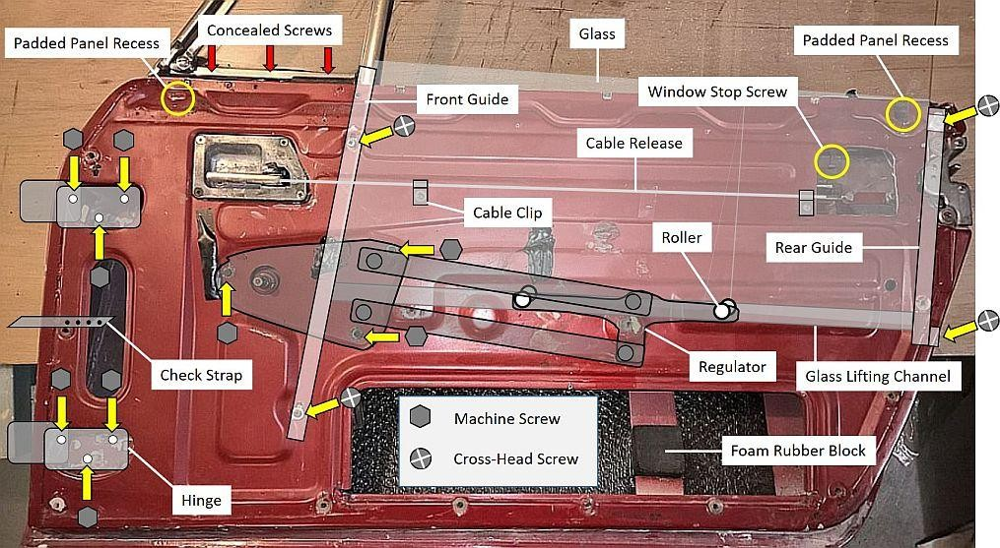 Concealed Screws
Padded Panel Recess
Glass
Padded Panel Recess
Front Guide
Window Stop Screw
Cable Release
Cable Clip
Roller
Rear Guide
Check Strap
Regulator
Glass Lifting Channel
Machine Screw
Cross-Head Screw
Foam Rubber Block
Hinge